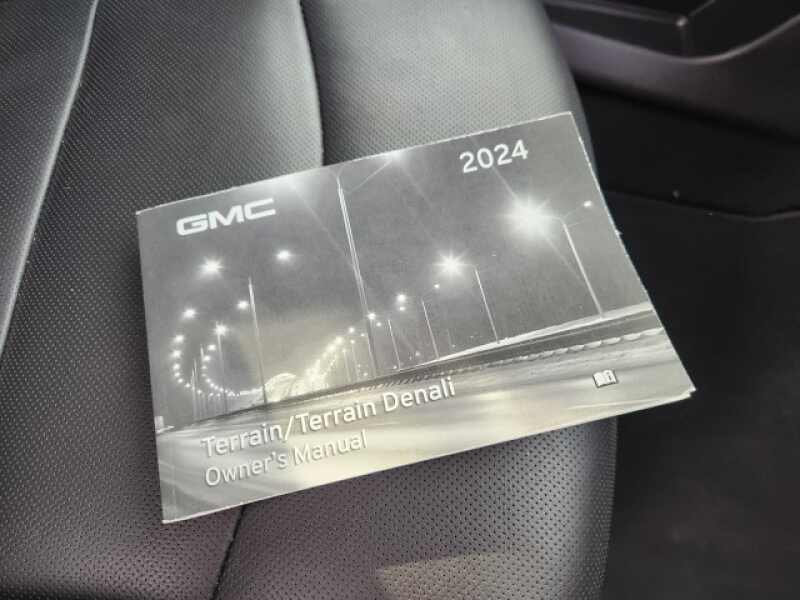 2024
GMC
Terrain/Terrain Denali
Owner's Manual